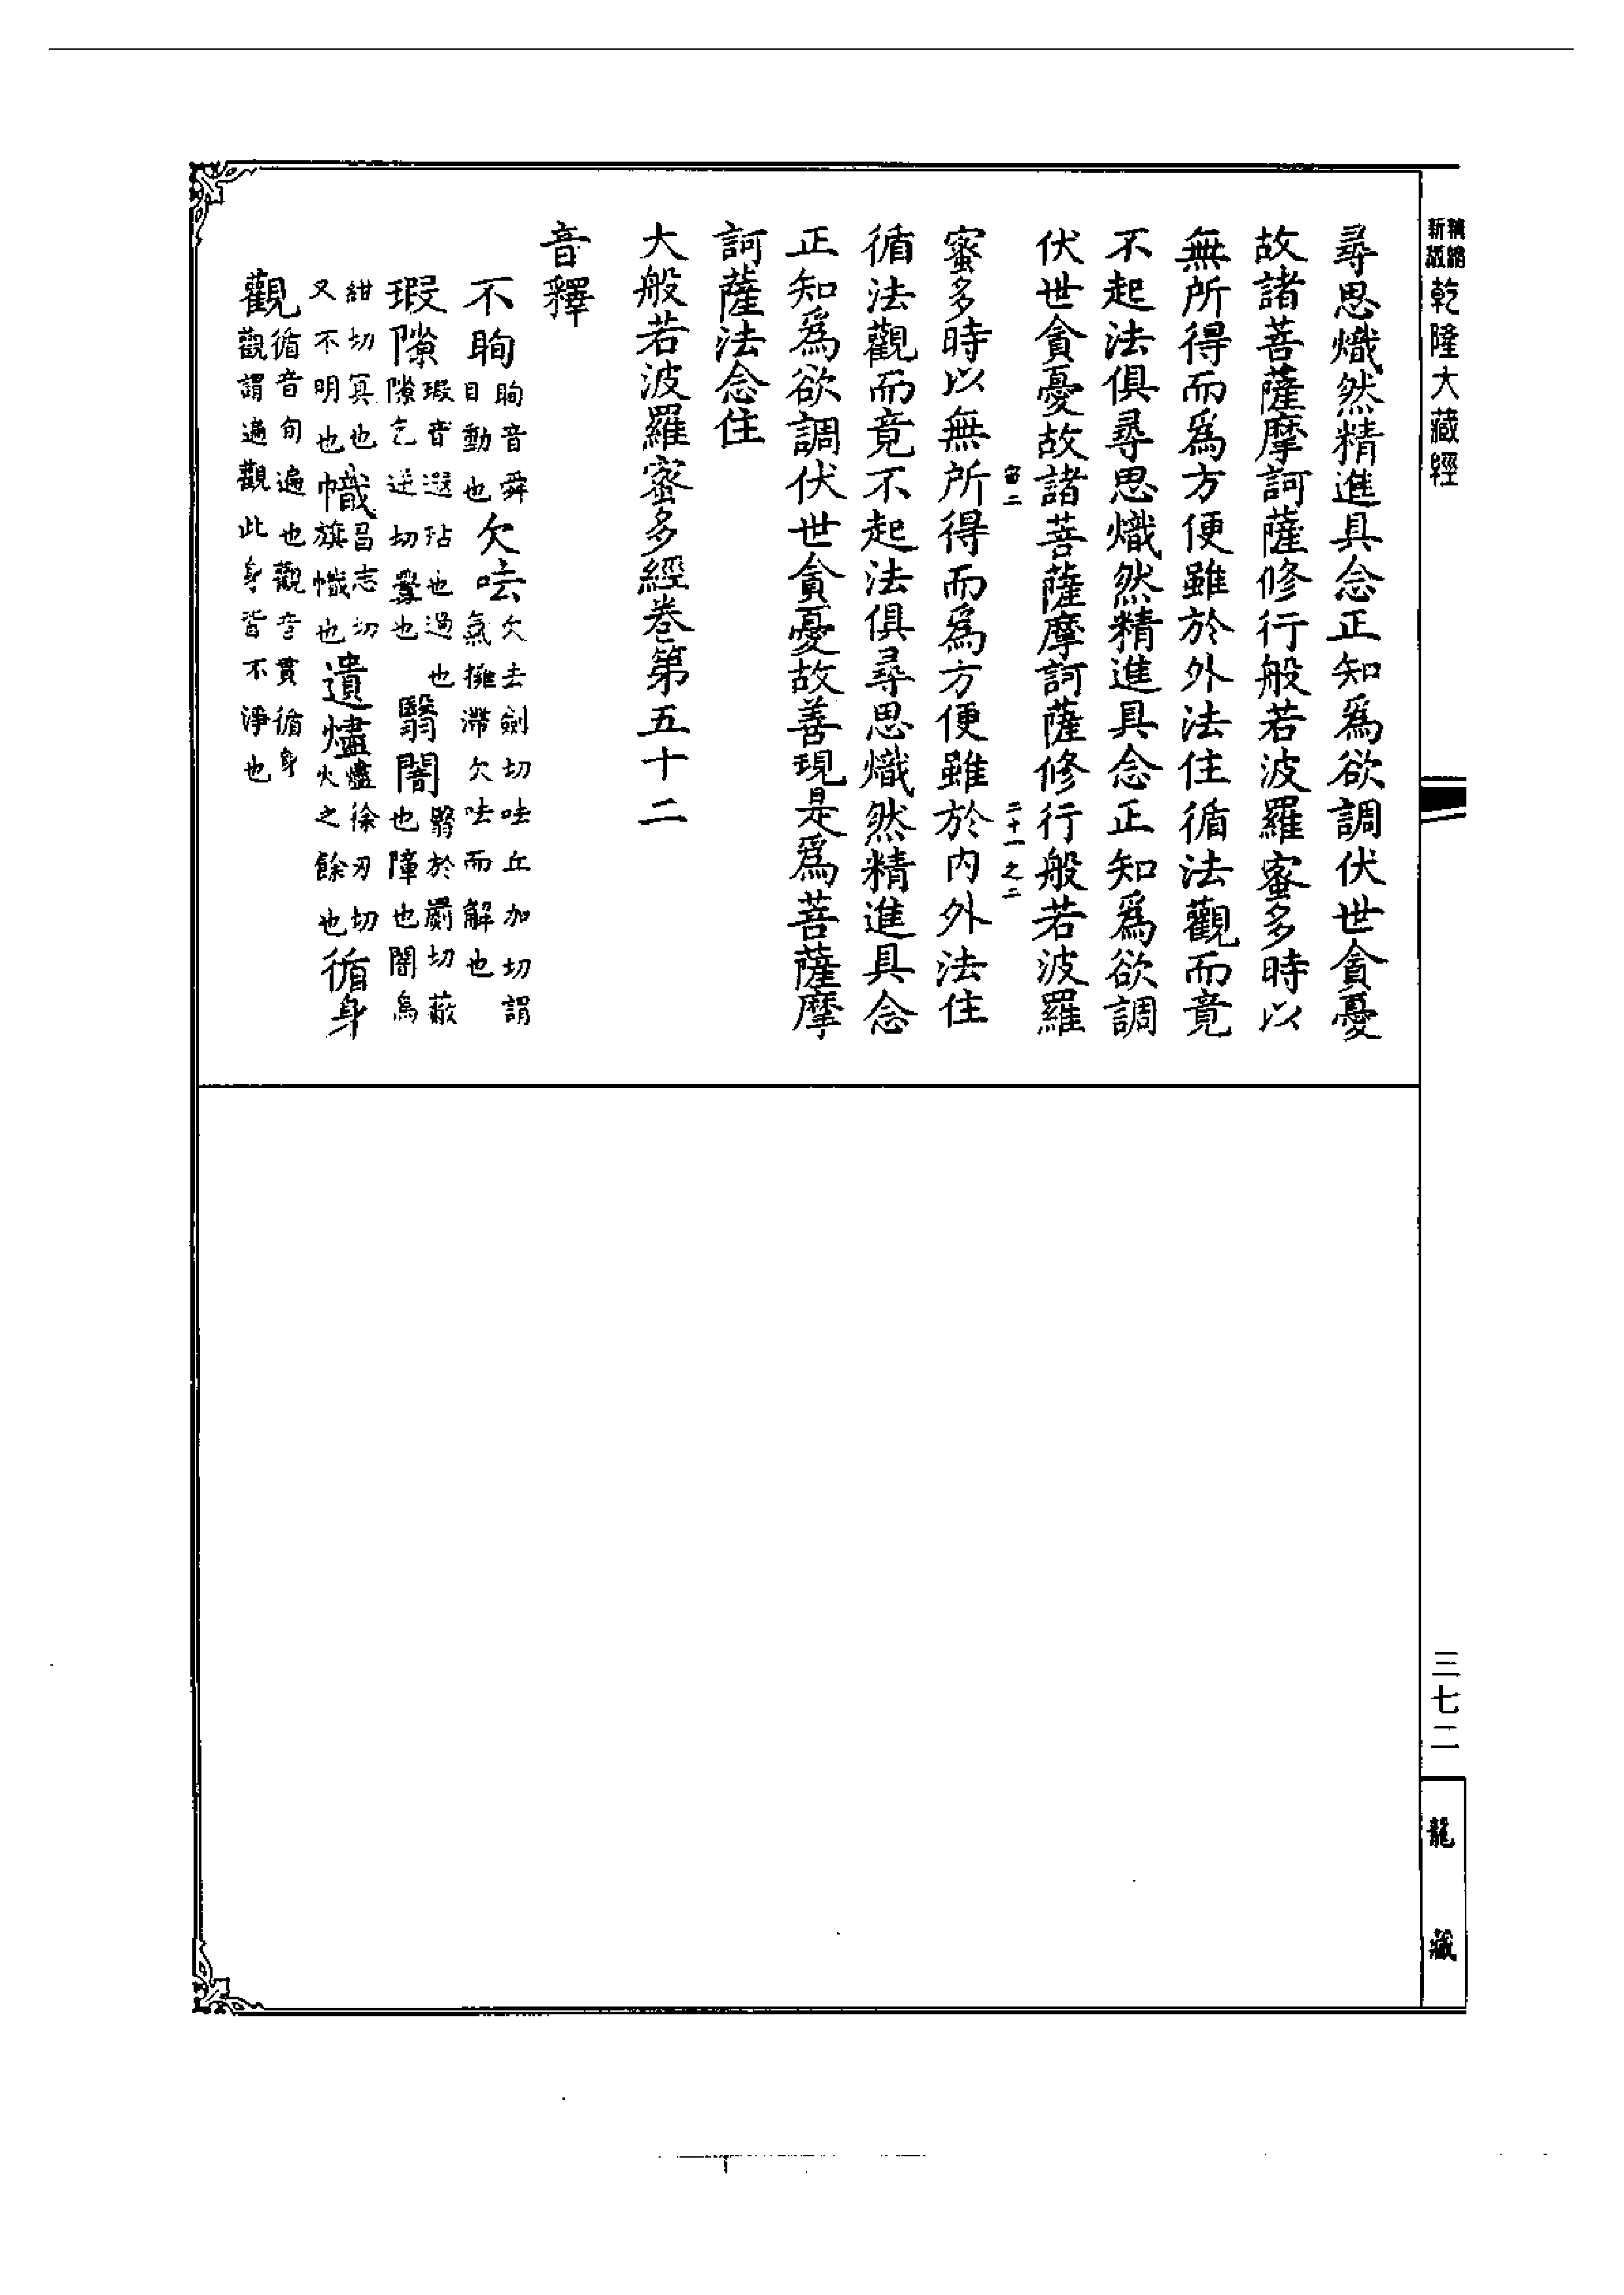 新版精縮乾隆大藏經
尋思熾然精進具念正知爲欲調伏世貪憂
故諸菩薩摩訶薩修行般若波羅蜜多時以
無所得而爲方便雖於外法住循法觀而竟
不起法俱尋思熾然精進具念正知爲欲調
伏世貪憂故諸菩薩摩訶薩修行般若波羅
二十一之二
蜜多時以無所得而爲方便雖於內外法住
循法觀而竟不起法俱尋思熾然精進具念
正知爲欲調伏世貪憂故善現是爲菩薩摩
訶薩法念住
大般若波羅蜜多經卷第五十二
音釋
不眴眴音舜目動也欠呿欠去劍切呿丘加切謂氣擁滯欠呿而解也
瑕隙瑕音遐玷也過也隙乞逆切釁也翳闇翳於罽切蔽也障也闇烏
紺切冥也又不明也幟昌志切旗幟也遺燼燼徐刃切火之餘也循身
觀循音旬遍也觀音貫循身觀謂遍觀此身皆不淨也
三七二
龍藏